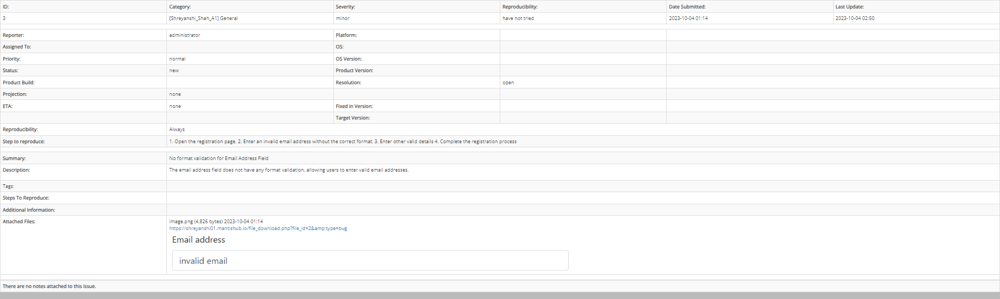 ID: Category: Severity: Reproducibility: Date Submitted: Last Update:
3 [Shreyanshi_Shah_A1] General minor have not tried 2023-10-04 01:14 2023-10-04 02:50
Reporter: administrator Platform:
Assigned To: OS:
Priority: normal OS Version:
Status: new Product Version:
Product Build: Resolution: open
Projection: none
ETA: none Fixed in Version:
Target Version:
Reproducibility: Always
Step to reproduce: 1. Open the registration page. 2. Enter an invalid email address without the correct format. 3. Enter other valid details 4. Complete the registration process
Summary: No format validation for Email Address Field
Description: The email address field does not have any format validation, allowing users to enter valid email addresses.
Tags:
Steps To Reproduce:
Additional Information:
Attached Files: image.png (4,826 bytes) 2023-10-04 01:14
https://shreyanshi01.mantishub.io/file_download.php?file_id=2&amp;type=bug
Email address
invalid email
There are no notes attached to this issue.